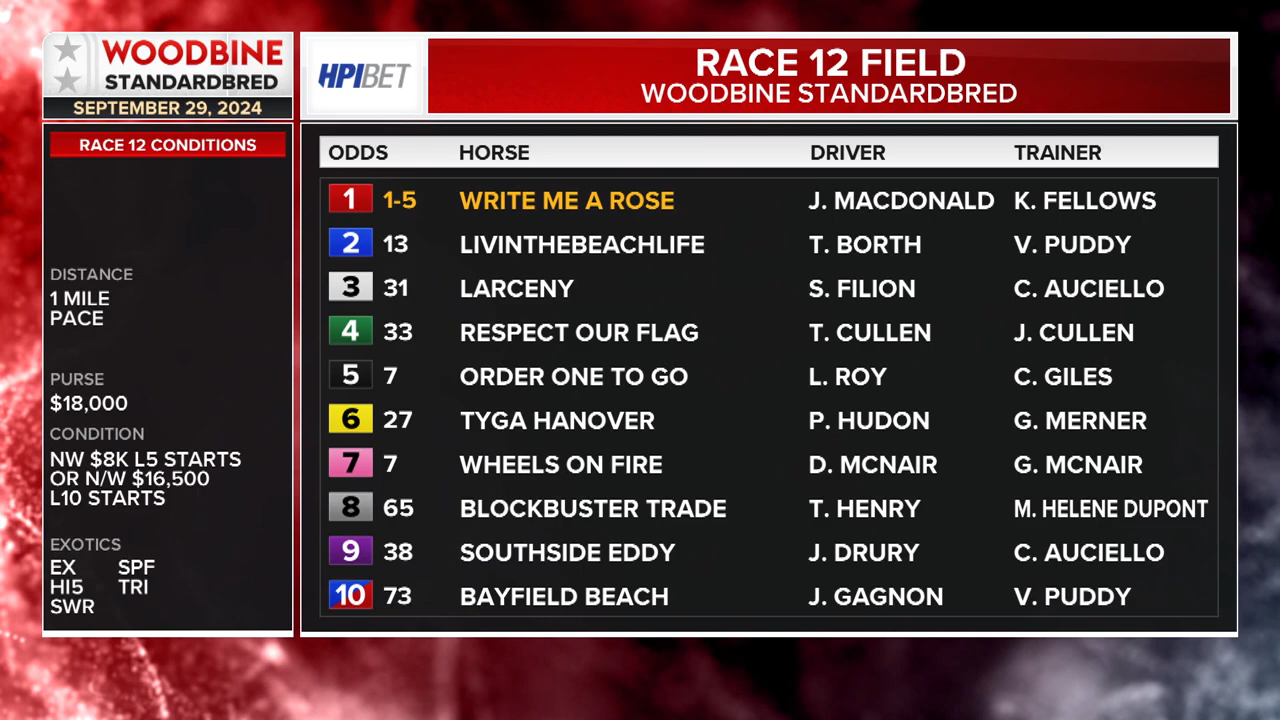 WOODBINE
STANDARDBRED
SEPTEMBER 29, 2024
RACE 12 CONDITIONS
DISTANCE
1 MILE
PACE
PURSE
$18,000
CONDITION
NW $8K L5 STARTS
OR N/W $16,500
L10 STARTS
EXOTICS
EX SPF
HI5 TRI
SWR
HPIBET
RACE 12 FIELD
WOODBINE STANDARDBRED
ODDS HORSE DRIVER TRAINER
1 1-5 WRITE ME A ROSE J. MACDONALD K. FELLOWS
2 13 LIVINTHEBEACHLIFE T. BORTH V. PUDDY
3 31 LARCENY S. FILION C. AUCIELLO
4 33 RESPECT OUR FLAG T. CULLEN J. CULLEN
5 7 ORDER ONE TO GO L. ROY C. GILES
6 27 TYGA HANOVER P. HUDON G. MERNER
7 7 WHEELS ON FIRE D. MCNAIR G. MCNAIR
8 65 BLOCKBUSTER TRADE T. HENRY M. HELENE DUPONT
9 38 SOUTHSIDE EDDY J. DRURY C. AUCIELLO
10 73 BAYFIELD BEACH J. GAGNON V. PUDDY